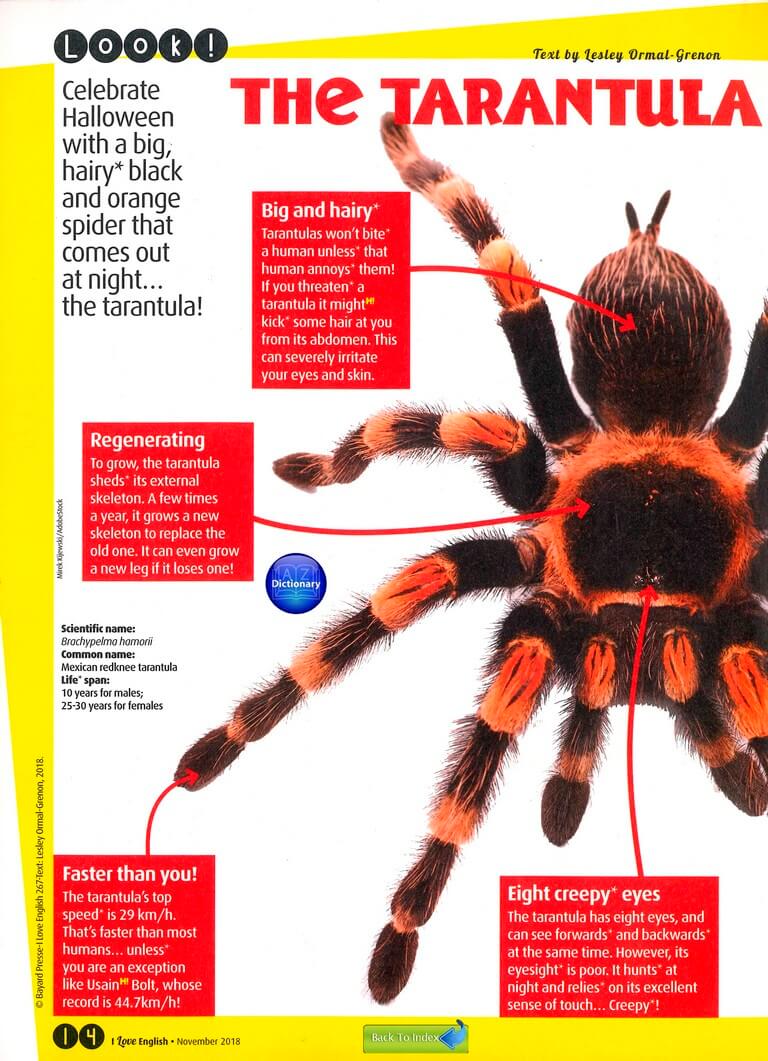 Look!
Text by Lesley Ormal-Grenon
Celebrate
Halloween
with a big,
hairy* black
and orange
spider that
comes out
at night...
the tarantula!
THE TARANTULA
Big and hairy*
Tarantulas won't bite*
a human unless* that
human annoys* them!
If you threaten* a
tarantula it might H!
kick* some hair at you
from its abdomen. This
can severely irritate
your eyes and skin.
Regenerating
To grow, the tarantula
sheds* its external
skeleton. A few times
a year, it grows a new
skeleton to replace the
old one. It can even grow
a new leg if it loses one!
Mirek Kijewski/AdobeStock
A Z
Dictionary
Scientific name:
Brachypelma hamorii
Common name:
Mexican redknee tarantula
Life* span:
10 years for males;
25-30 years for females
Faster than you!
The tarantula's top
speed* is 29 km/h.
That's faster than most
humans... unless*
you are an exception
like Usain H! Bolt, whose
record is 44.7km/h!
Eight creepy* eyes
The tarantula has eight eyes, and
can see forwards* and backwards*
at the same time. However, its
eyesight* is poor. It hunts* at
night and relies* on its excellent
sense of touch... Creepy*!
© Bayard Presse-I Love English 267-Text: Lesley Ormal-Grenon, 2018.
14 I Love English • November 2018
Back To Index